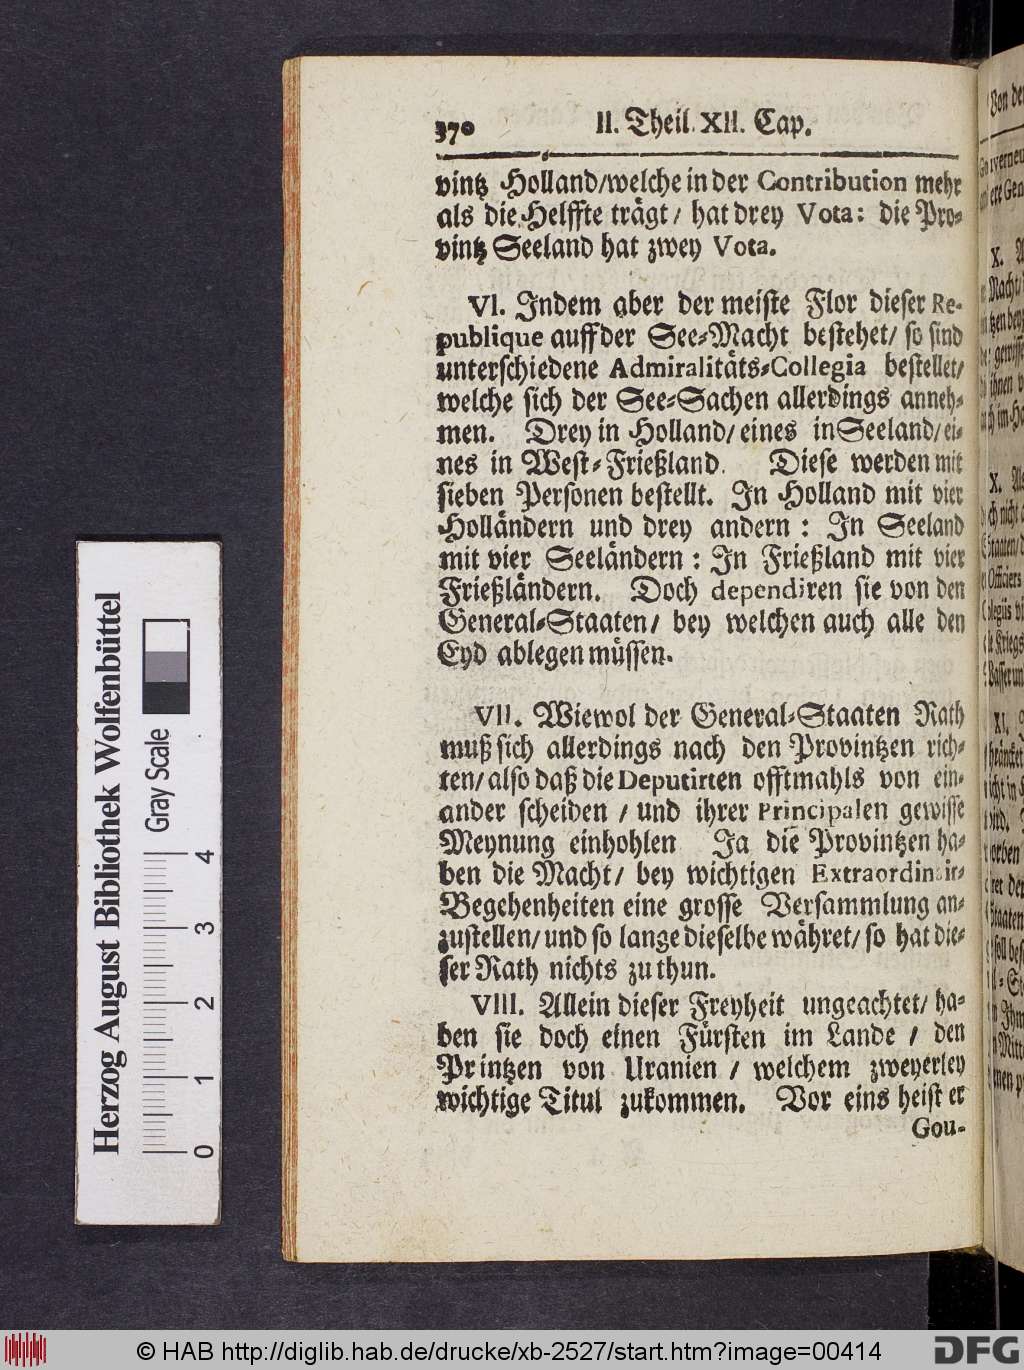 370 II. Theil. XII. Cap.
vintz Holland/welche in der Contribution mehr
als die Helffte trägt/ hat drey Vota: die Pro-
vintz Seeland hat zwey Vota.
VI. Indem aber der meiste Flor dieser Re-
publique auff der See-Macht bestehet/ so sind
unterschiedene Admiralitäts-Collegia bestellet/
welche sich der See-Sachen allerdings anneh-
men. Drey in Holland/ eines in Seeland/ ei-
nes in West-Frießland. Diese werden mit
sieben Personen bestellt. In Holland mit vier
Holländern und drey andern: In Seeland
mit vier Seeländern: In Frießland mit vier
Frießländern. Doch dependiren sie von den
General-Staaten/ bey welchen auch alle den
Eyd ablegen müssen.
VII. Wiewol der General-Staaten Rath
muß sich allerdings nach den Provintzen rich-
ten/ also daß die Deputirten offtmahls von ein-
ander scheiden / und ihrer Principalen gewisse
Meynung einhohlen Ja die Provintzen ha-
ben die Macht/ bey wichtigen Extraordinair-
Begehenheiten eine grosse Versammlung an-
zustellen/ und so lange dieselbe währet/ so hat die-
ser Rath nichts zu thun.
VIII. Allein dieser Freyheit ungeachtet/ ha-
ben sie doch einen Fürsten im Lande / den
Printzen von Uranien / welchem zweyerley
wichtige Titul zukommen. Vor eins heist er
Gou-
Herzog August Bibliothek Wolfenbüttel
Gray Scale
0 1 2 3 4
© HAB http://diglib.hab.de/drucke/xb-2527/start.htm?image=00414
DFG